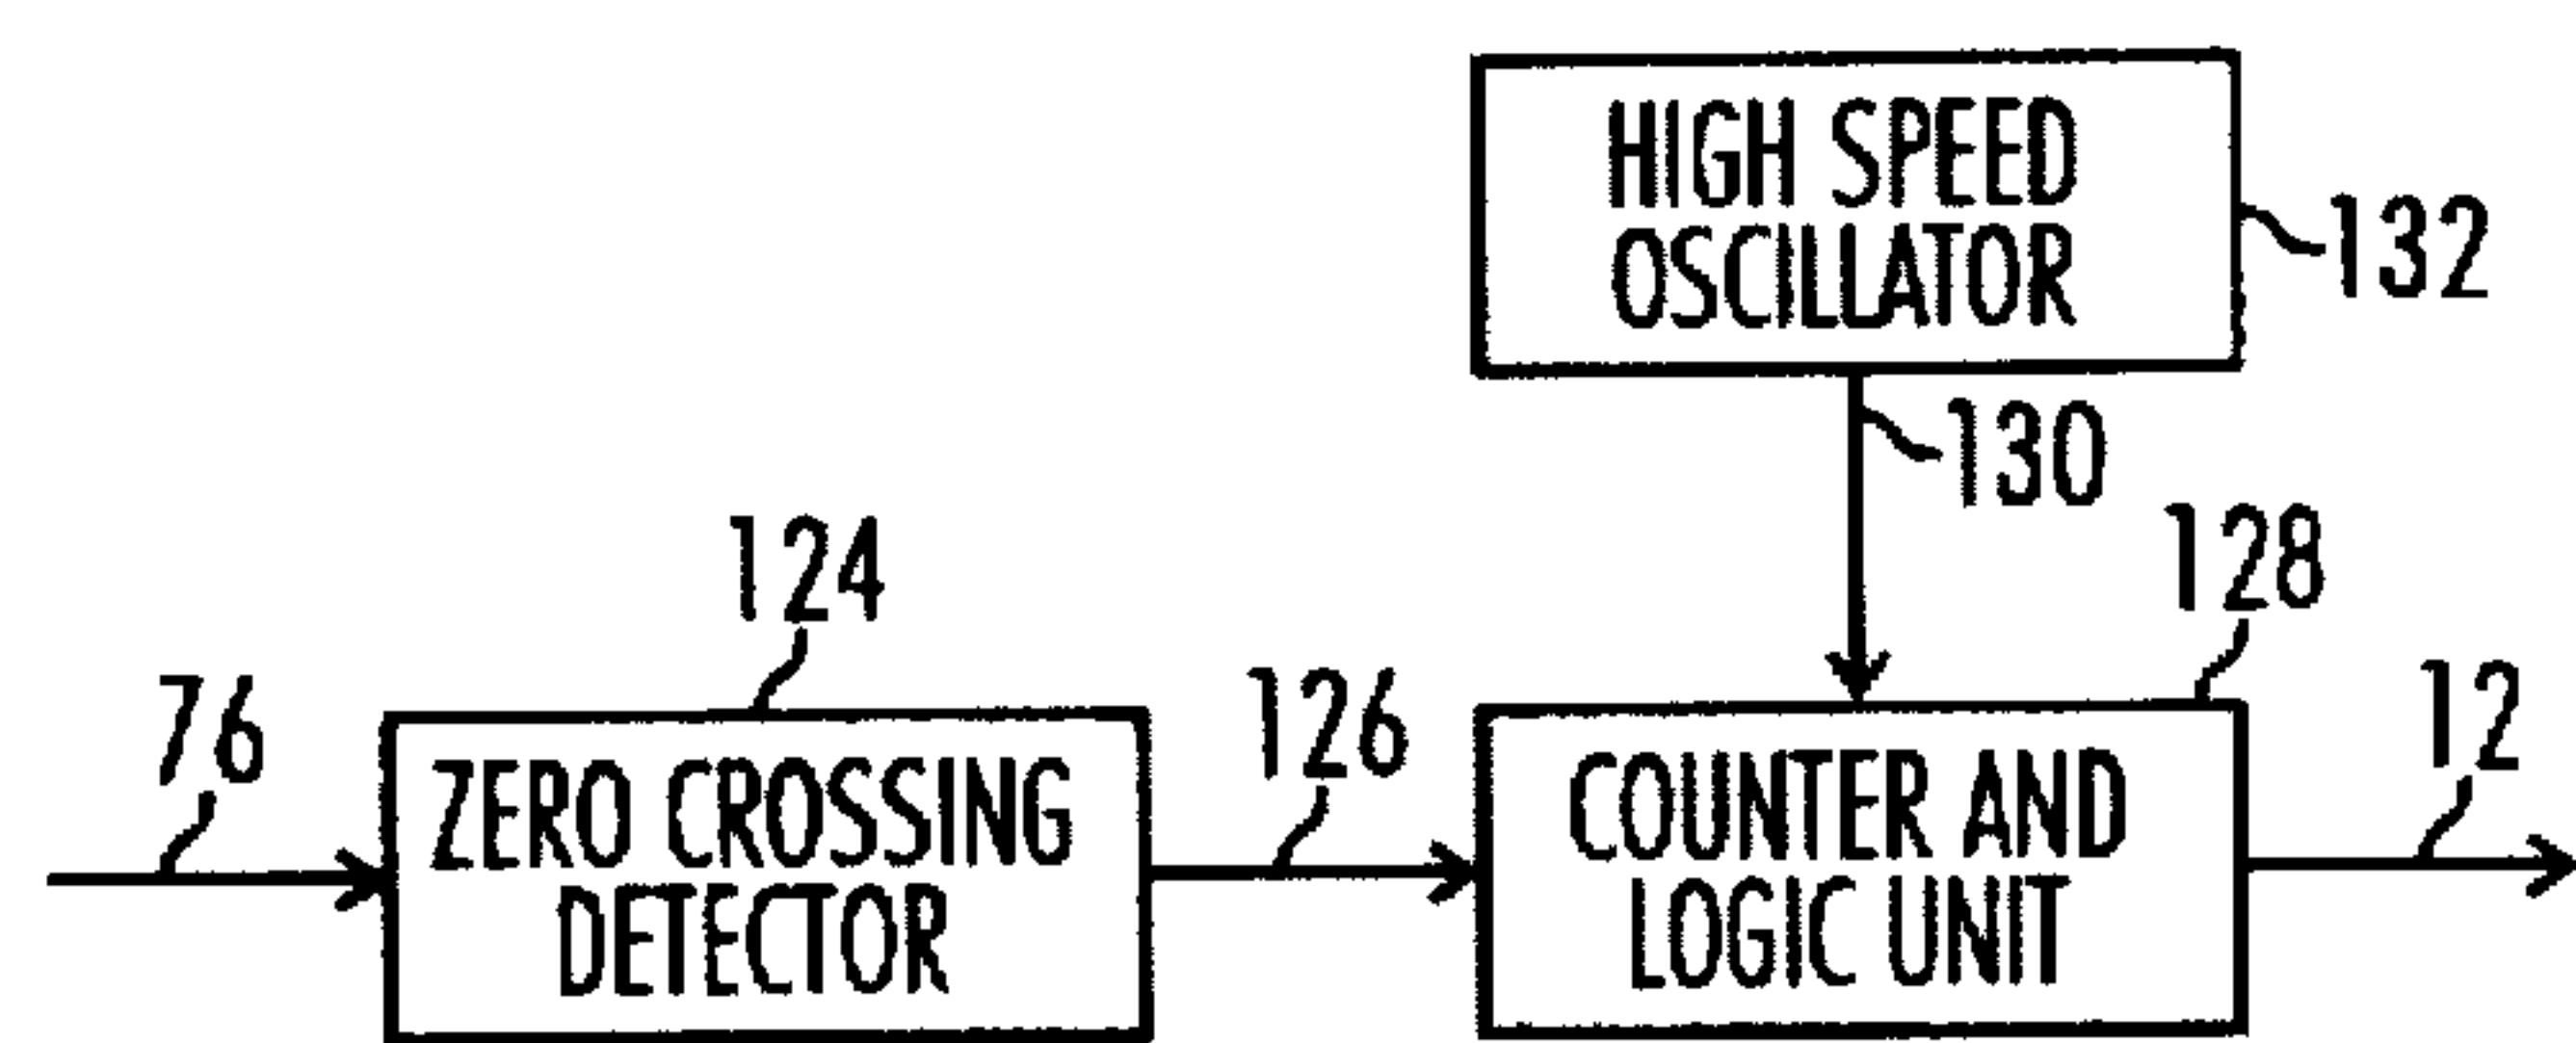 HIGH SPEED
OSCILLATOR
132
130
124
128
76
126
12
ZERO CROSSING
DETECTOR
COUNTER AND
LOGIC UNIT